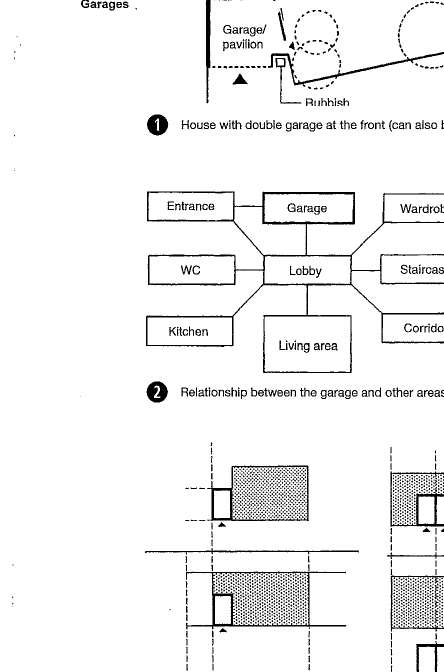 Garages
Garage/
pavilion
Rubbish
1 House with double garage at the front (can also b
Entrance
Garage
Wardrob
WC
Lobby
Staircas
Kitchen
Living area
Corrido
2 Relationship between the garage and other areas